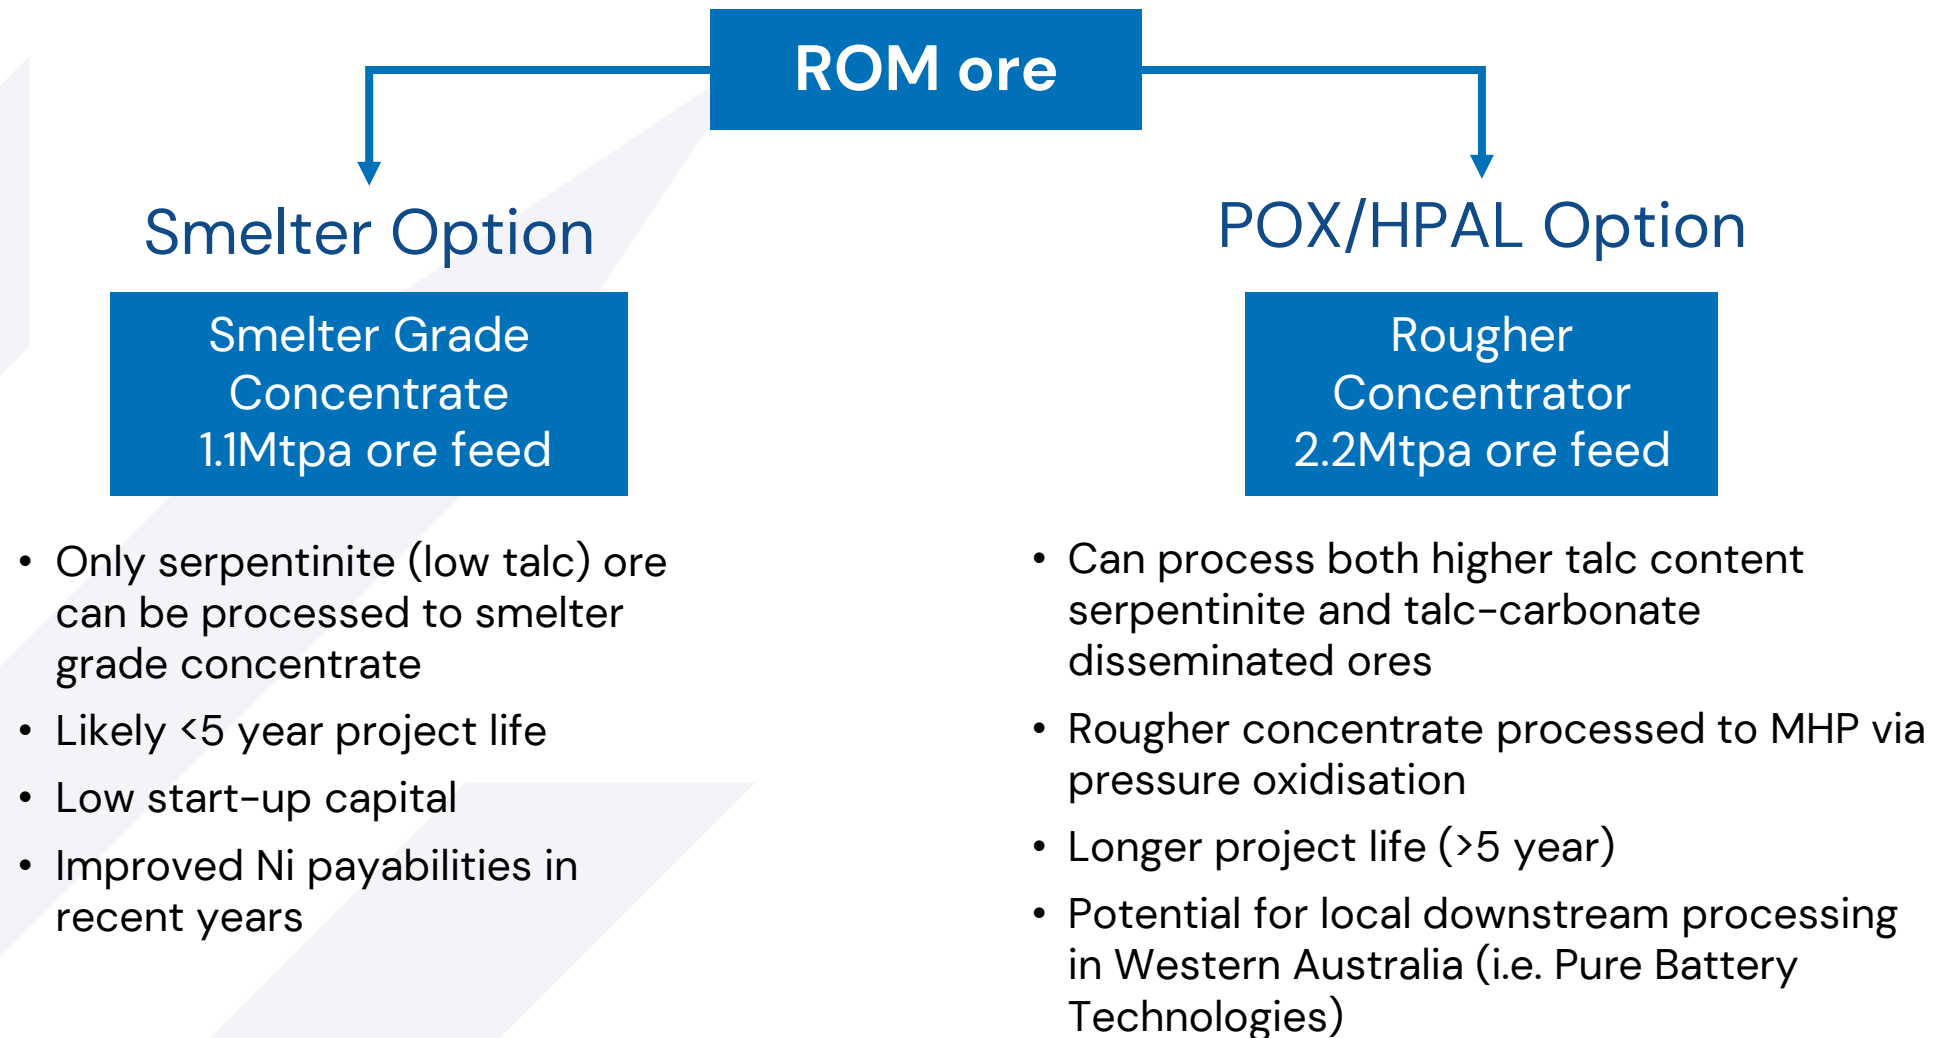 ROM ore
Smelter Option
Smelter Grade
Concentrate
1.1Mtpa ore feed
• Only serpentinite (low talc) ore
can be processed to smelter
grade concentrate
• Likely <5 year project life
• Low start-up capital
• Improved Ni payabilities in
recent years
POX/HPAL Option
Rougher
Concentrator
2.2Mtpa ore feed
• Can process both higher talc content
serpentinite and talc-carbonate
disseminated ores
• Rougher concentrate processed to MHP via
pressure oxidisation
• Longer project life (>5 year)
• Potential for local downstream processing
in Western Australia (i.e. Pure Battery
Technologies)